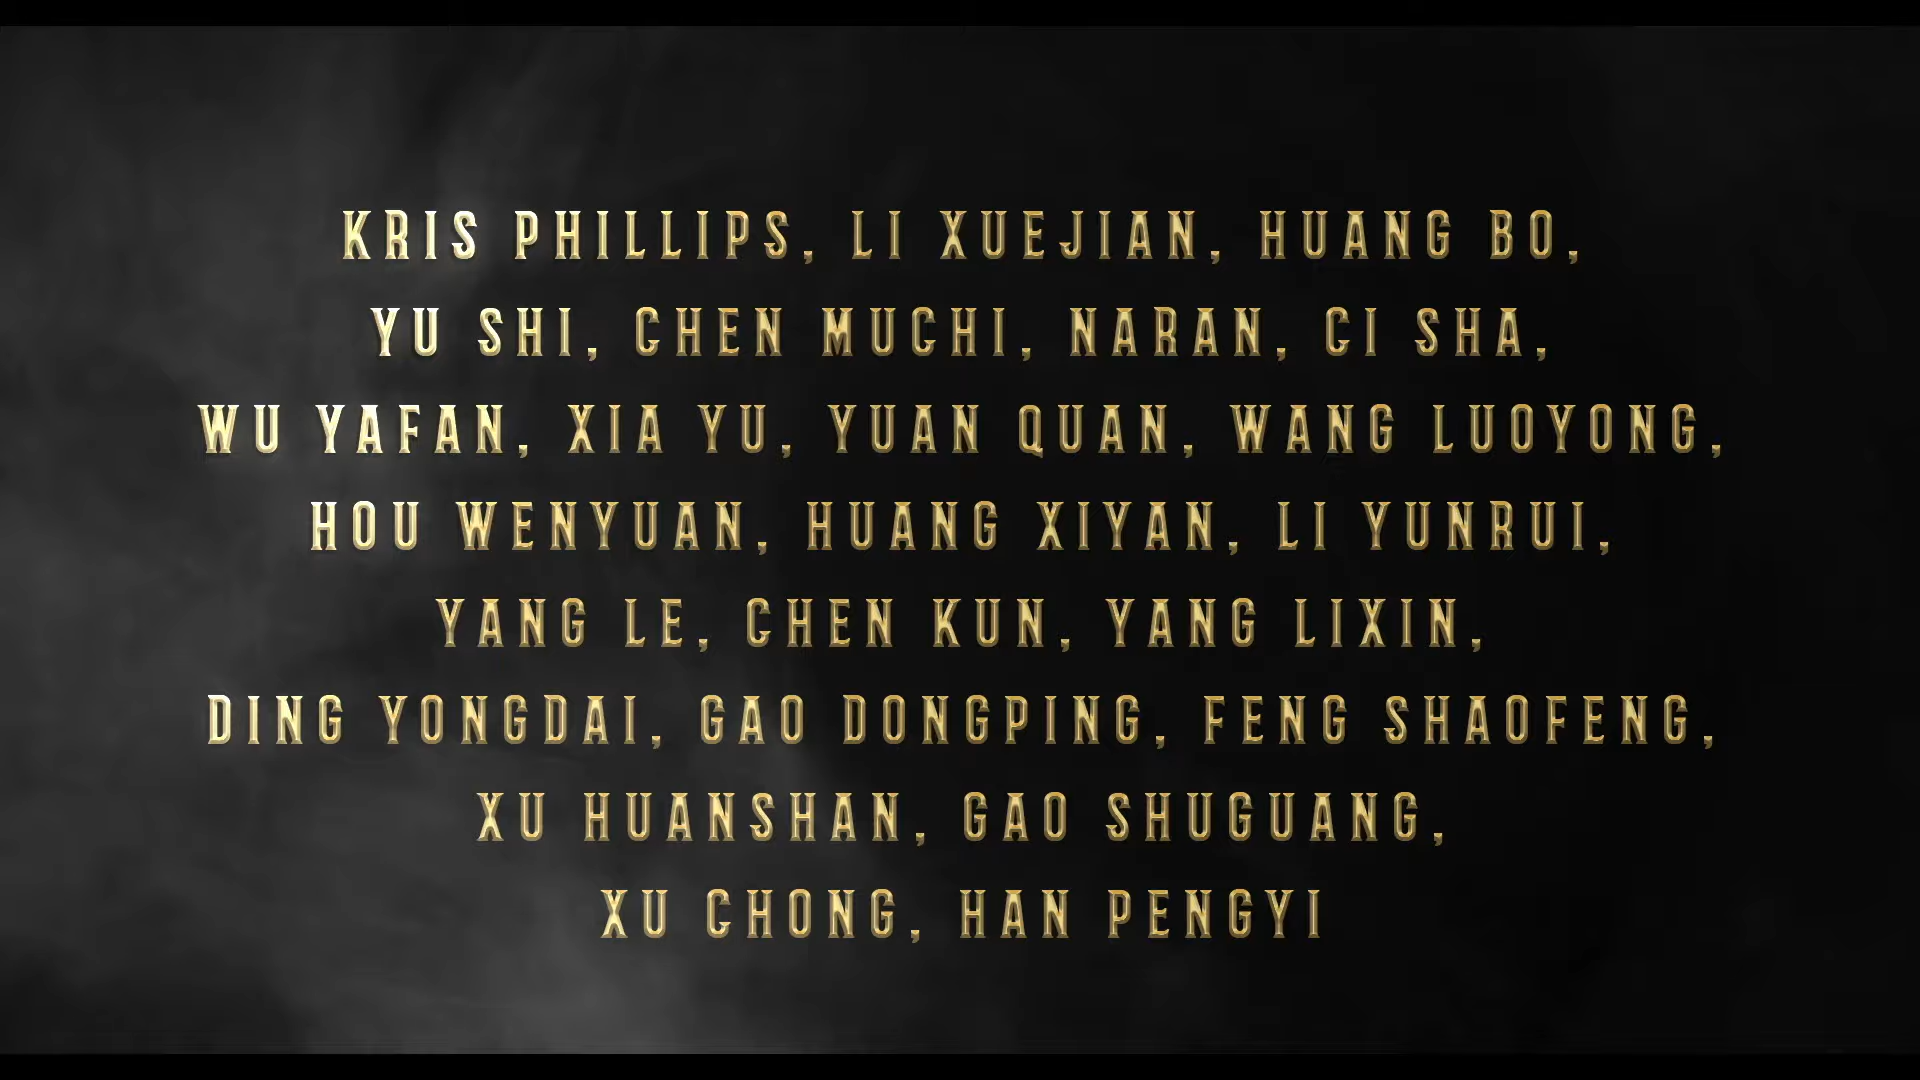 KRIS PHILLIPS, LI XUEJIAN, HUANG BO,
YU SHI, CHEN MUCHI, NARAN, CI SHA,
WU YAFAN, XIA YU, YUAN QUAN, WANG LUOYONG,
HOU WENYUAN, HUANG XIYAN, LI YUNRUI,
YANG LE, CHEN KUN, YANG LIXIN,
DING YONGDAI, GAO DONGPING, FENG SHAOFENG,
XU HUANSHAN, GAO SHUGUANG,
XU CHONG, HAN PENGYI